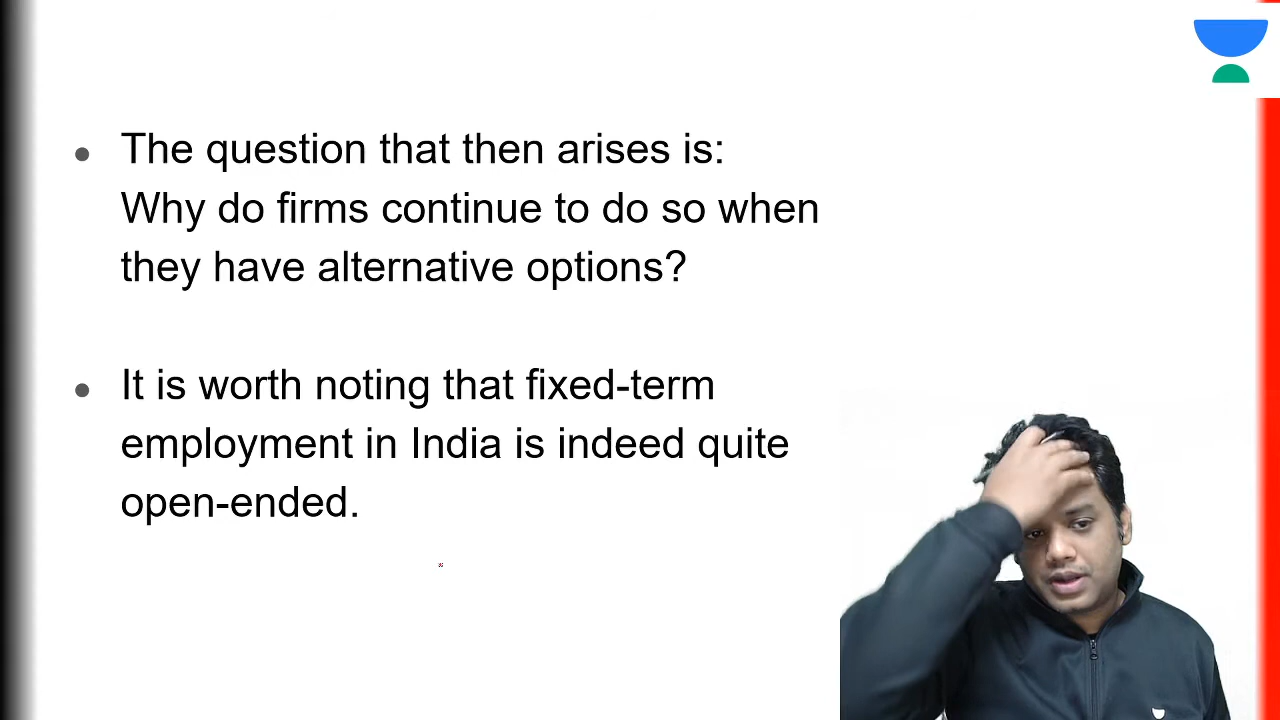 The question that then arises is:
Why do firms continue to do so when
they have alternative options?
It is worth noting that fixed-term
employment in India is indeed quite
open-ended.